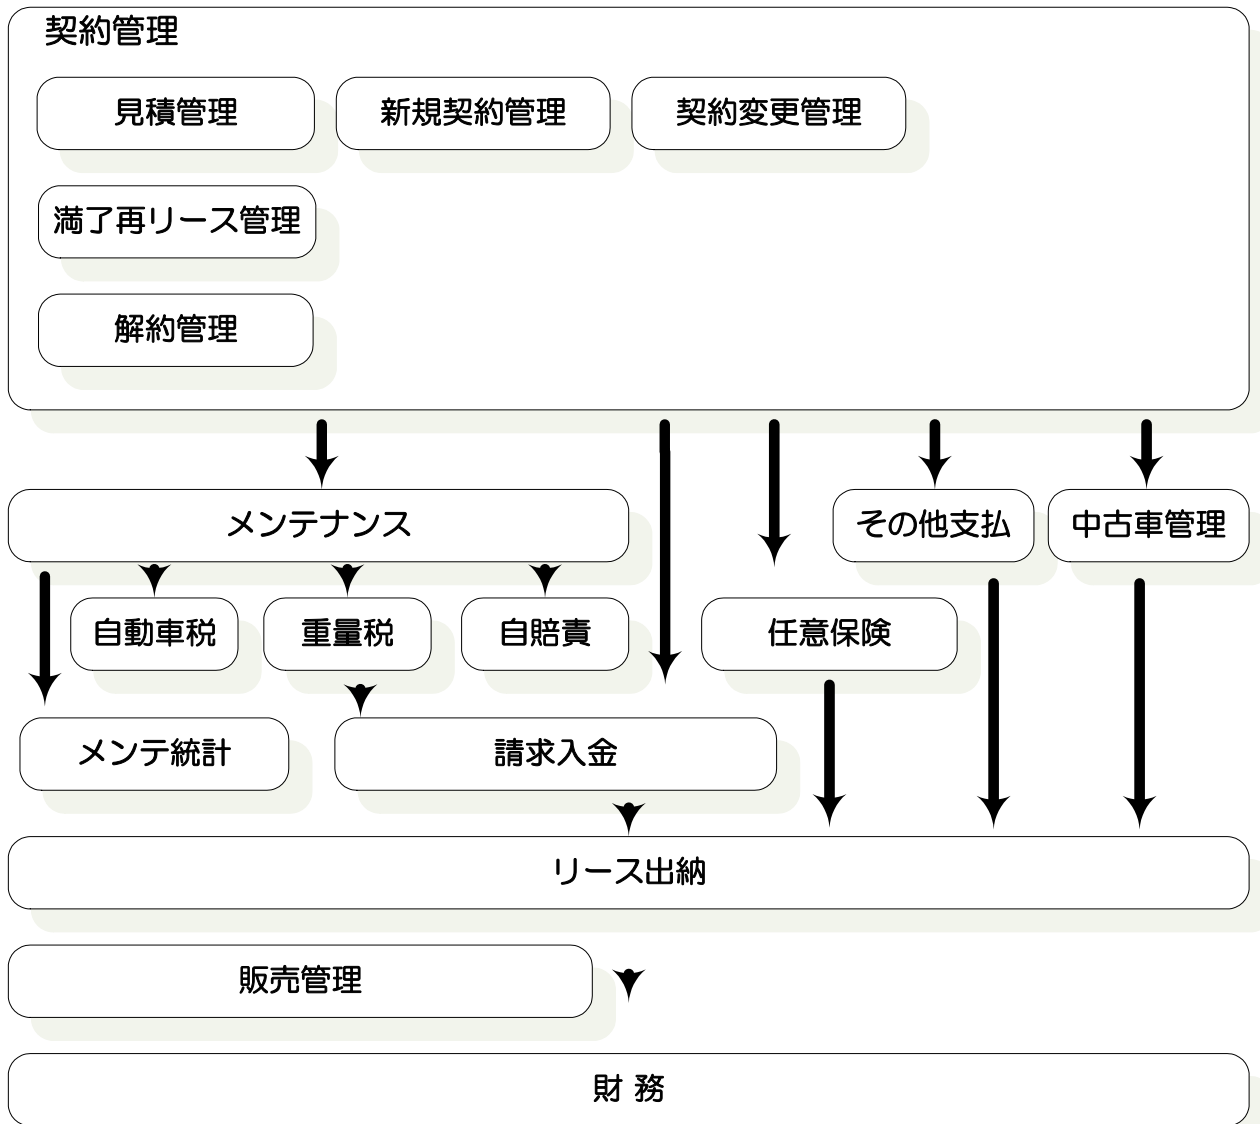 契約管理
見積管理
新規契約管理
契約変更管理
満了再リース管理
解約管理
メンテナンス
その他支払
中古車管理
自動車税
重量税
自賠責
任意保険
メンテ統計
請求入金
リース出納
販売管理
財 務